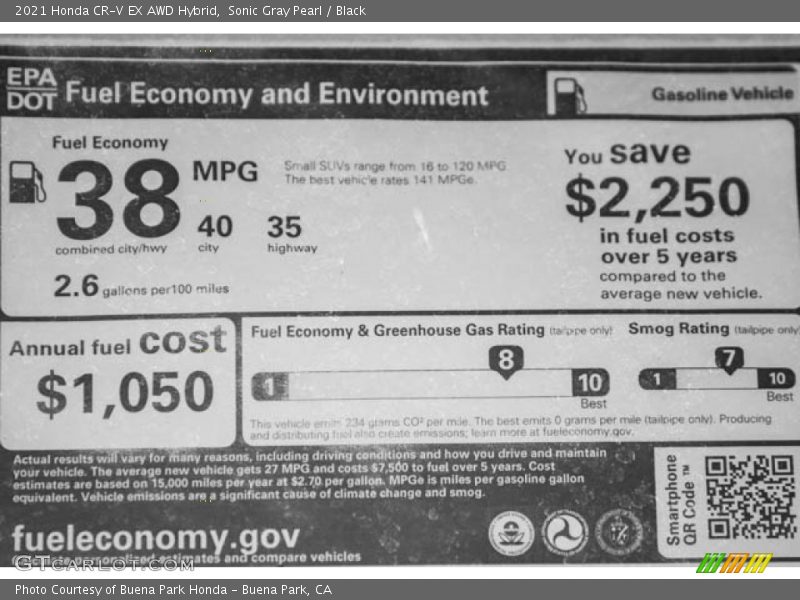 2021 Honda CR-V EX AWD Hybrid, Sonic Gray Pearl / Black
EPA
DOT
Fuel Economy and Environment
Gasoline Vehicle
Fuel Economy
38 MPG
combined city/hwy
40
city
35
highway
Small SUVs range from 16 to 120 MPG
The best vehicle rates 141 MPGe.
2.6 gallons per 100 miles
You save
$2,250
in fuel costs
over 5 years
compared to the
average new vehicle.
Annual fuel cost
$1,050
Fuel Economy & Greenhouse Gas Rating (tailpipe only)
1
8
10
Best
Smog Rating (tailpipe only)
1
7
10
Best
This vehicle emits 234 grams CO² per mile. The best emits 0 grams per mile (tailpipe only). Producing
and distributing fuel also create emissions; learn more at fueleconomy.gov.
Actual results will vary for many reasons, including driving conditions and how you drive and maintain
your vehicle. The average new vehicle gets 27 MPG and costs $7,500 to fuel over 5 years. Cost
estimates are based on 15,000 miles per year at $2.70 per gallon. MPGe is miles per gasoline gallon
equivalent. Vehicle emissions are a significant cause of climate change and smog.
fueleconomy.gov
personalized estimates and compare vehicles
GTcarlot.com
Smartphone
QR Code™
Photo Courtesy of Buena Park Honda - Buena Park, CA